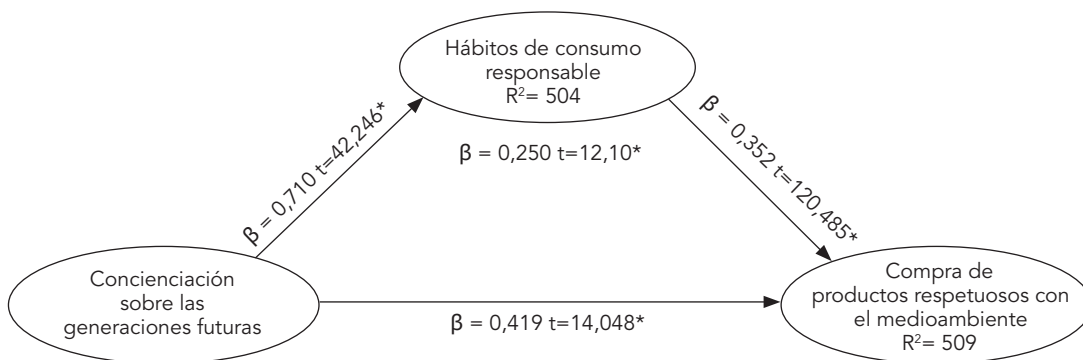 Hábitos de consumo
responsable
R²= 504
β = 0,710 t=42,246*
β = 0,250 t=12,10*
β = 0,352 t=120,485*
Concienciación
sobre las
generaciones futuras
β = 0,419 t=14,048*
Compra de
productos respetuosos con
el medioambiente
R²= 509